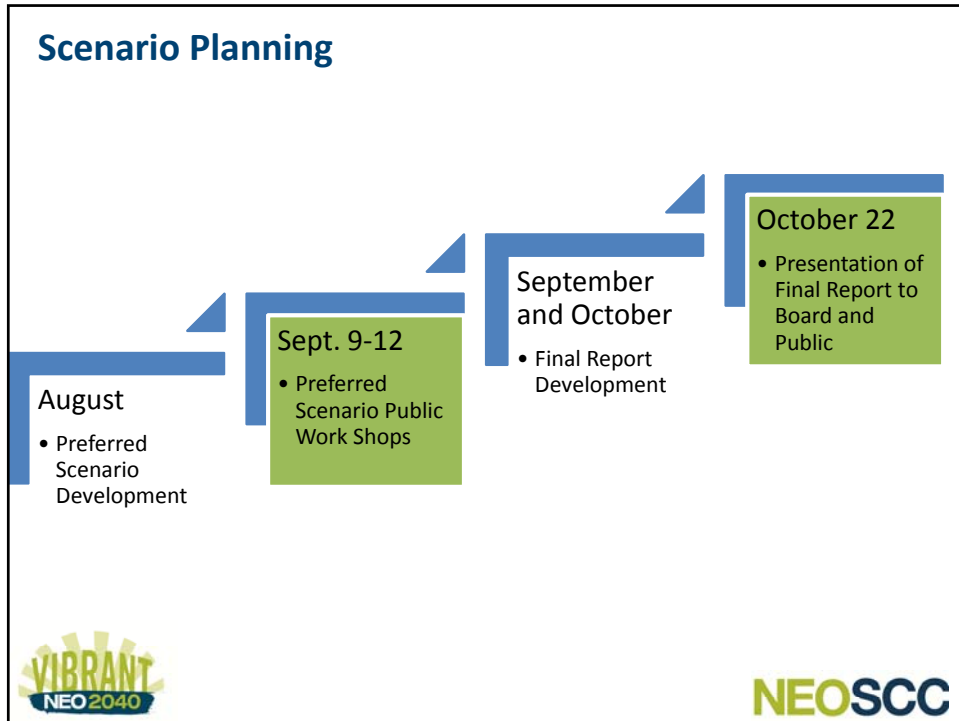 Scenario Planning
August
• Preferred
Scenario
Development
Sept. 9-12
• Preferred
Scenario Public
Work Shops
September
and October
• Final Report
Development
October 22
• Presentation of
Final Report to
Board and
Public
VIBRANT
NEO2040
NEOSCC